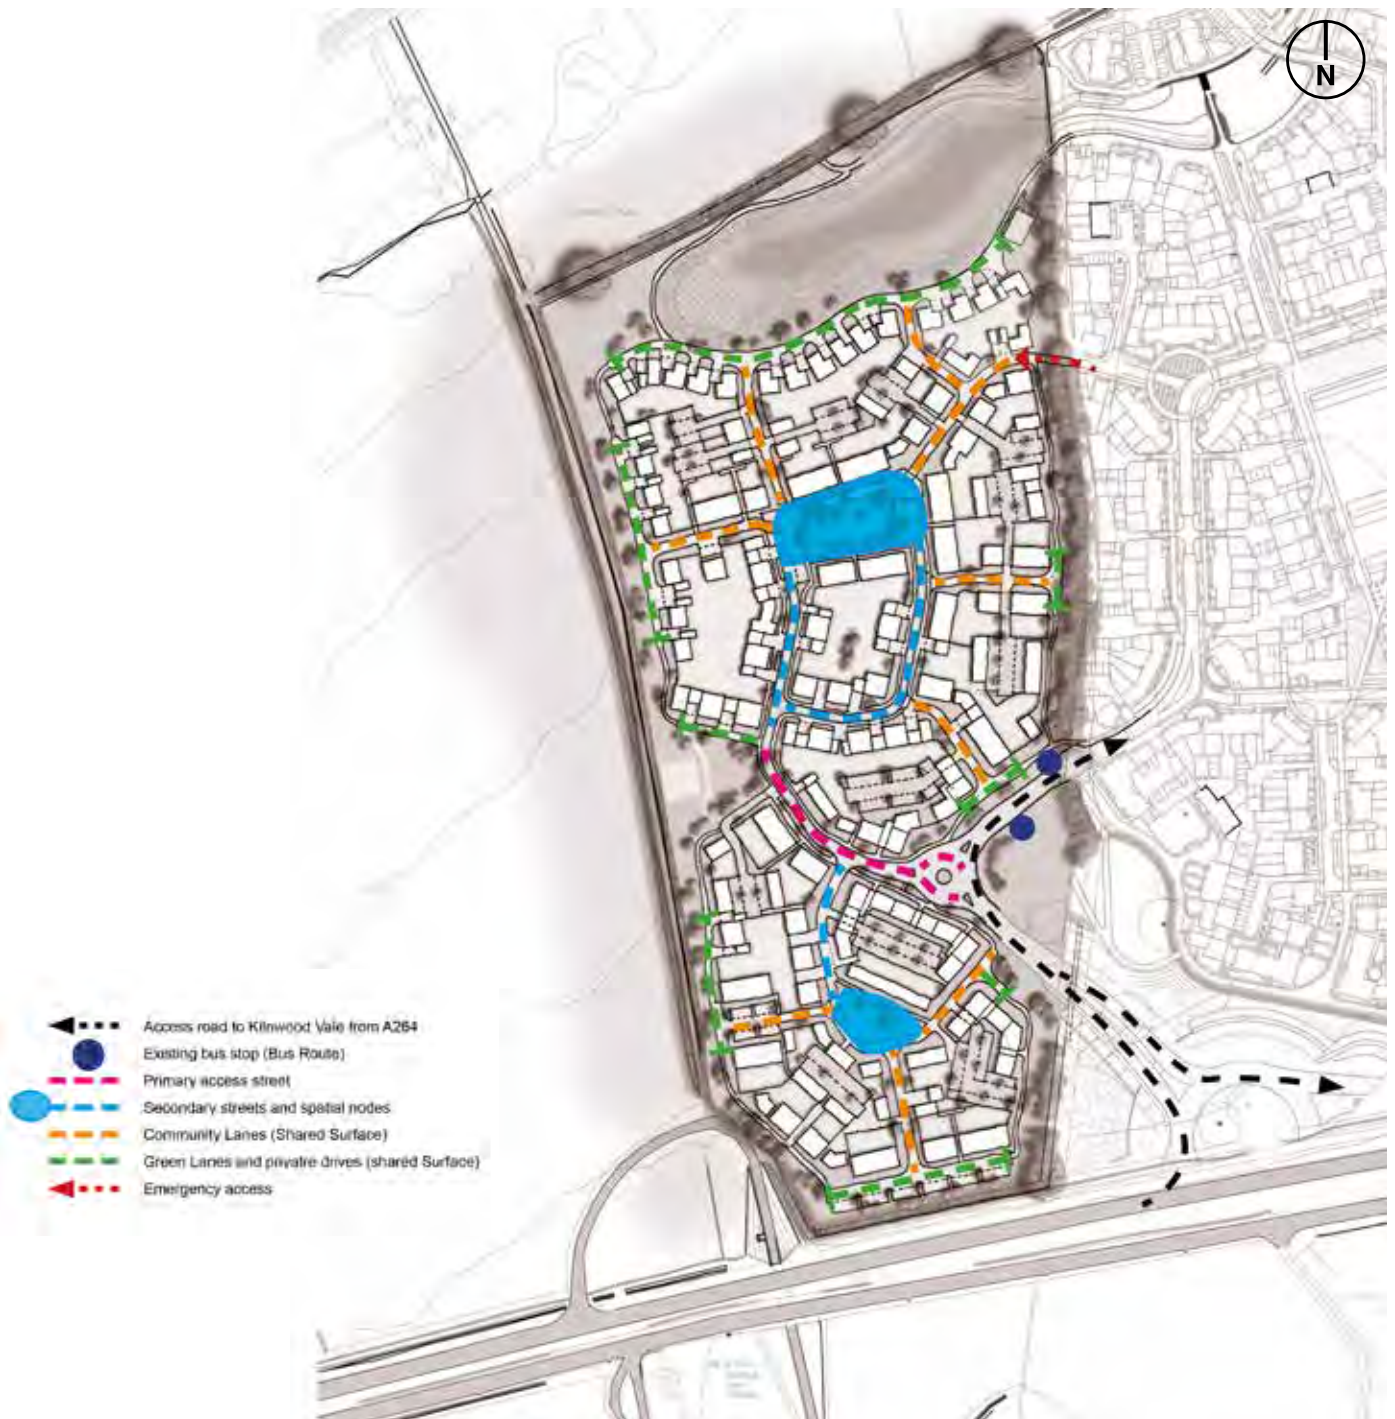 N
Access road to Kilnwood Vale from A264
Existing bus stop (Bus Route)
Primary access street
Secondary streets and spatial nodes
Community Lanes (Shared Surface)
Green Lanes and privatre drives (shared Surface)
Emergency access